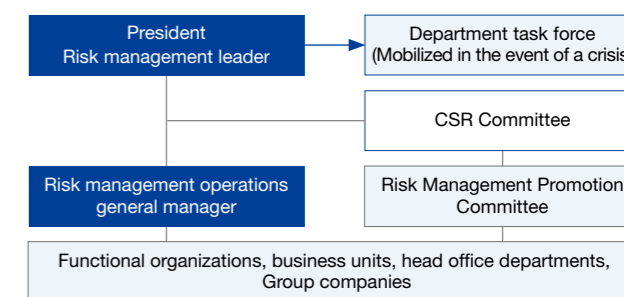 President
Risk management leader
Department task force
(Mobilized in the event of a crisis
CSR Committee
Risk management operations
general manager
Risk Management Promotion
Committee
Functional organizations, business units, head office departments,
Group companies